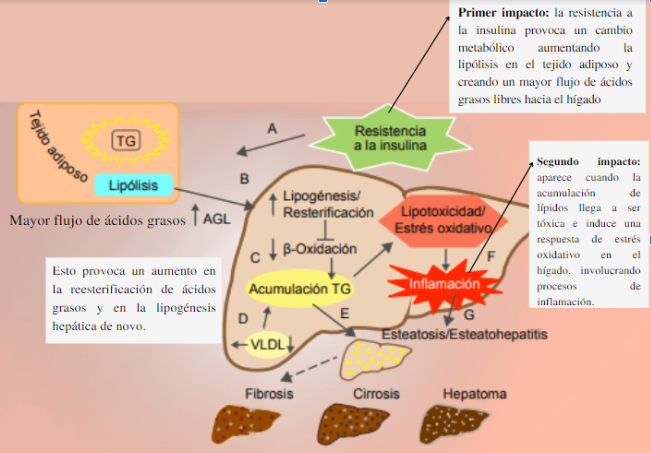 Primer impacto: la resistencia a
la insulina provoca un cambio
metabólico aumentando la
lipólisis en el tejido adiposo y
creando un mayor flujo de ácidos
grasos libres hacia el hígado
A
Resistencia
a la insulina
Tejido adiposo
TG
Lipólisis
B
Mayor flujo de ácidos grasos
AGL
Lipogénesis/
Resterificación
Lipotoxicidad/
Estrés oxidativo
Segundo impacto:
aparece cuando la
acumulación de
lípidos llega a ser
tóxica e induce una
respuesta de estrés
oxidativo en el
hígado, involucrando
procesos de
inflamación.
C
β-Oxidación
F
Esto provoca un aumento en
la reesterificación de ácidos
grasos y en la lipogénesis
hepática de novo.
Acumulación TG
Inflamación
D
E
G
VLDL
Esteatosis/Esteatohepatitis
Fibrosis
Cirrosis
Hepatoma